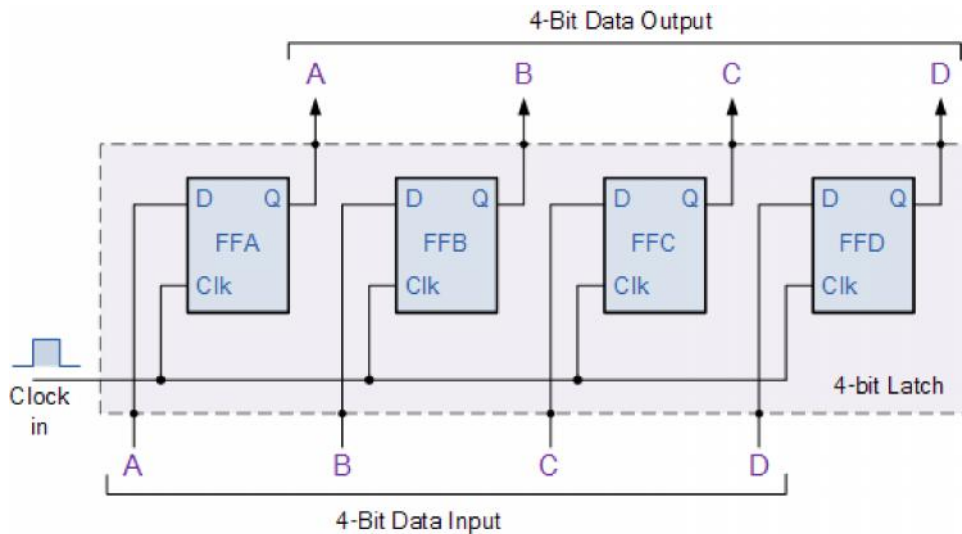 4-Bit Data Output
A B C D
D Q D Q D Q D Q
FFA FFB FFC FFD
Clk Clk Clk Clk
Clock
in
4-bit Latch
A B C D
4-Bit Data Input